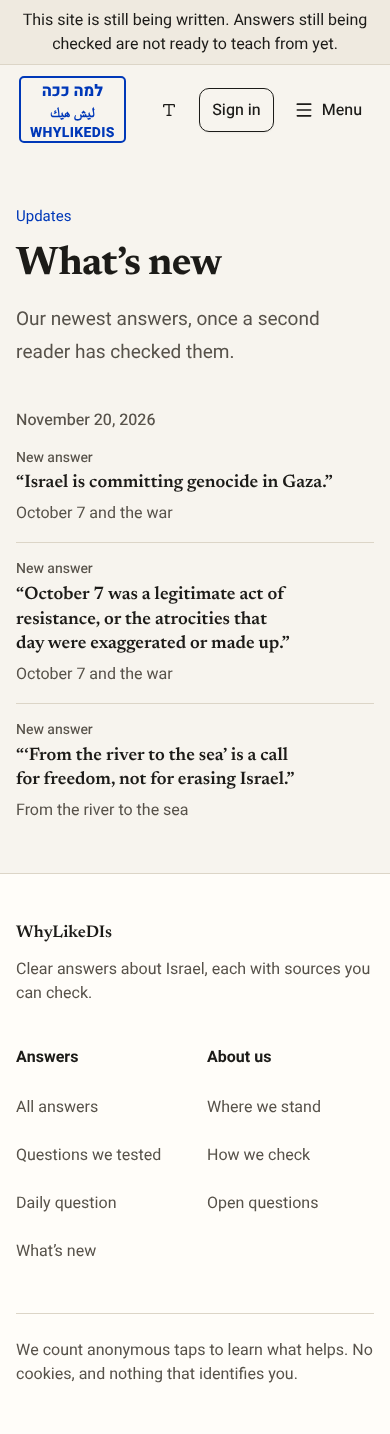 This site is still being written. Answers still being
checked are not ready to teach from yet.
למה ככה
ليش هيك
WHYLIKEDIS
T
Sign in
Menu
Updates
What’s new
Our newest answers, once a second
reader has checked them.
November 20, 2026
New answer
“Israel is committing genocide in Gaza.”
October 7 and the war
New answer
“October 7 was a legitimate act of
resistance, or the atrocities that
day were exaggerated or made up.”
October 7 and the war
New answer
“‘From the river to the sea’ is a call
for freedom, not for erasing Israel.”
From the river to the sea
WhyLikeDIs
Clear answers about Israel, each with sources you
can check.
Answers
All answers
Questions we tested
Daily question
What’s new
About us
Where we stand
How we check
Open questions
We count anonymous taps to learn what helps. No
cookies, and nothing that identifies you.